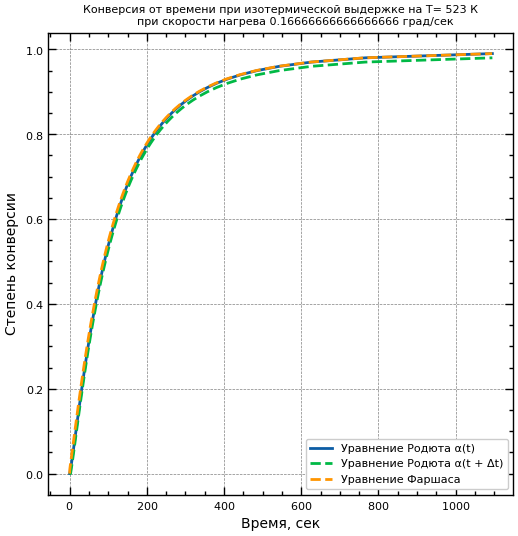 Конверсия от времени при изотермической выдержке на T= 523 K
при скорости нагрева 0.16666666666666666 град/сек
1.0
0.8
0.6
0.4
0.2
0.0
Степень конверсии
0
200
400
600
800
1000
Время, сек
Уравнение Родюта α(t)
Уравнение Родюта α(t + Δt)
Уравнение Фаршаса